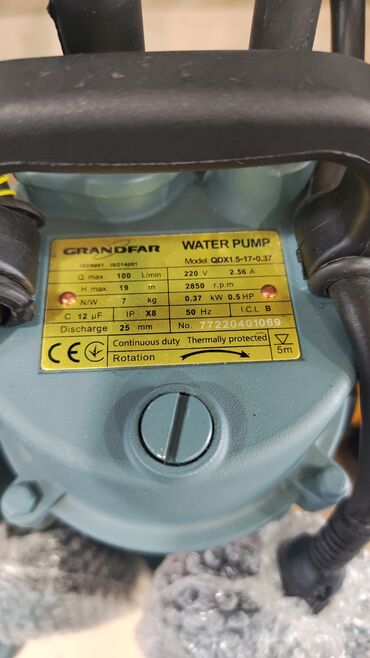 GRANDFAR WATER PUMP
ISO9001 ISO14001 Model: QDX1.5-17-0.37
Q. max. 100 L/min 220 V 2.56 A
H. max. 19 m 2850 r.p.m
N/W 7 kg 0.37 kW 0.5 HP
C 12 μF IP X8 50 Hz I.C.L B
Discharge 25 mm No. 77220401069
CE Continuous duty Thermally protected
Rotation 5m